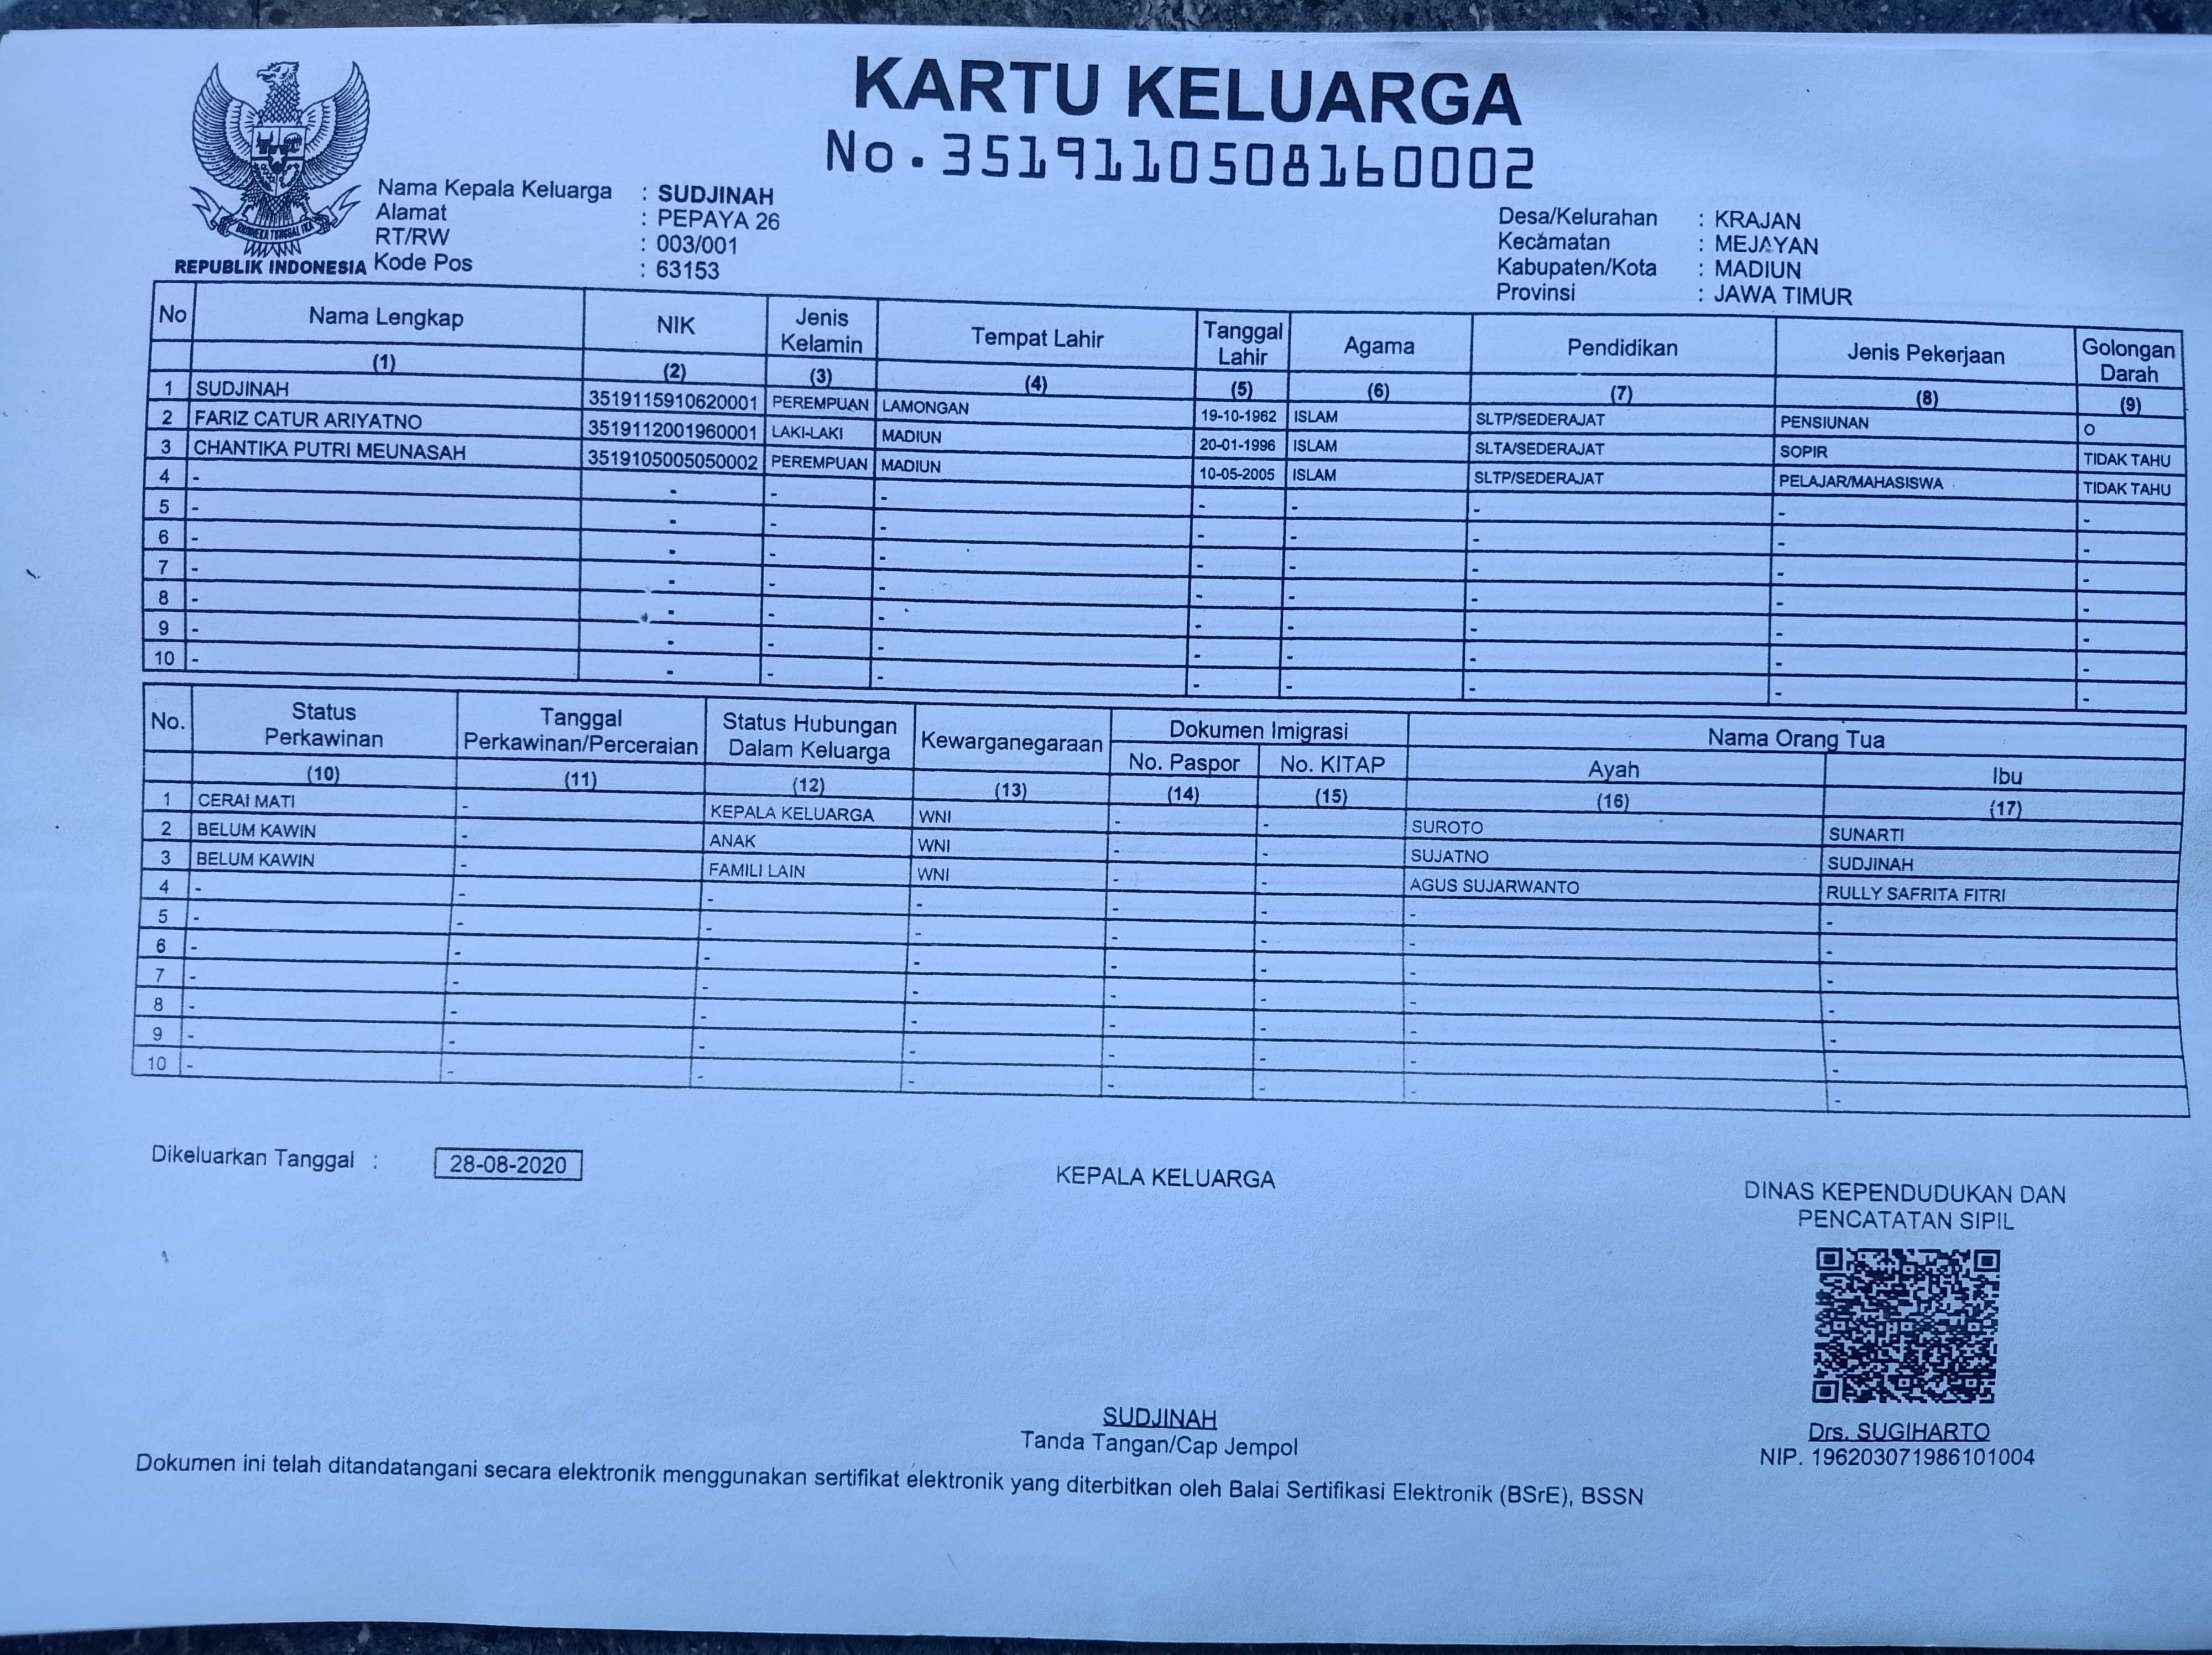 KARTU KELUARGA
No.3519110508160002
BHINNEKA TUNGGAL IKA
REPUBLIK INDONESIA
Nama Kepala Keluarga : SUDJINAH
Alamat : PEPAYA 26
RT/RW : 003/001
Kode Pos : 63153
Desa/Kelurahan : KRAJAN
Kecamatan : MEJAYAN
Kabupaten/Kota : MADIUN
Provinsi : JAWA TIMUR
No Nama Lengkap NIK Jenis Kelamin Tempat Lahir Tanggal Lahir Agama Pendidikan Jenis Pekerjaan Golongan Darah
(1) (2) (3) (4) (5) (6) (7) (8) (9)
1 SUDJINAH 3519115910620001 PEREMPUAN LAMONGAN 19-10-1962 ISLAM SLTP/SEDERAJAT PENSIUNAN O
2 FARIZ CATUR ARIYATNO 3519112001960001 LAKI-LAKI MADIUN 20-01-1996 ISLAM SLTA/SEDERAJAT SOPIR TIDAK TAHU
3 CHANTIKA PUTRI MEUNASAH 3519105005050002 PEREMPUAN MADIUN 10-05-2005 ISLAM SLTP/SEDERAJAT PELAJAR/MAHASISWA TIDAK TAHU
4 - - - - - - - - -
5 - - - - - - - - -
6 - - - - - - - - -
7 - - - - - - - - -
8 - - - - - - - - -
9 - - - - - - - - -
10 - - - - - - - - -
No. Status Perkawinan Tanggal Perkawinan/Perceraian Status Hubungan Dalam Keluarga Kewarganegaraan Dokumen Imigrasi Nama Orang Tua
No. Paspor No. KITAP Ayah Ibu
(10) (11) (12) (13) (14) (15) (16) (17)
1 CERAI MATI - KEPALA KELUARGA WNI - - SUROTO SUNARTI
2 BELUM KAWIN - ANAK WNI - - SUJATNO SUDJINAH
3 BELUM KAWIN - FAMILI LAIN WNI - - AGUS SUJARWANTO RULLY SAFRITA FITRI
4 - - - - - - - -
5 - - - - - - - -
6 - - - - - - - -
7 - - - - - - - -
8 - - - - - - - -
9 - - - - - - - -
10 - - - - - - - -
Dikeluarkan Tanggal : 28-08-2020
KEPALA KELUARGA
SUDJINAH
Tanda Tangan/Cap Jempol
DINAS KEPENDUDUKAN DAN
PENCATATAN SIPIL
Drs. SUGIHARTO
NIP. 196203071986101004
Dokumen ini telah ditandatangani secara elektronik menggunakan sertifikat elektronik yang diterbitkan oleh Balai Sertifikasi Elektronik (BSrE), BSSN